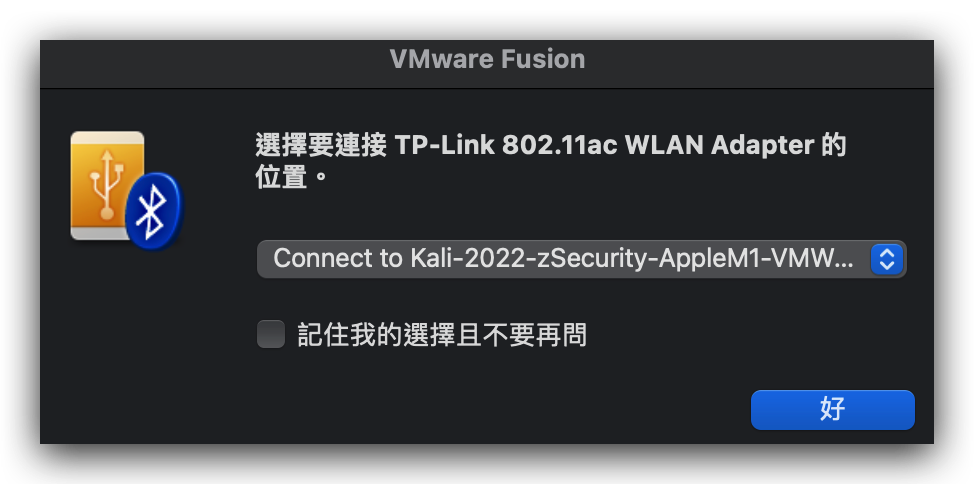 VMware Fusion
選擇要連接 TP-Link 802.11ac WLAN Adapter 的
位置。
Connect to Kali-2022-zSecurity-AppleM1-VMW...
記住我的選擇且不要再問
好